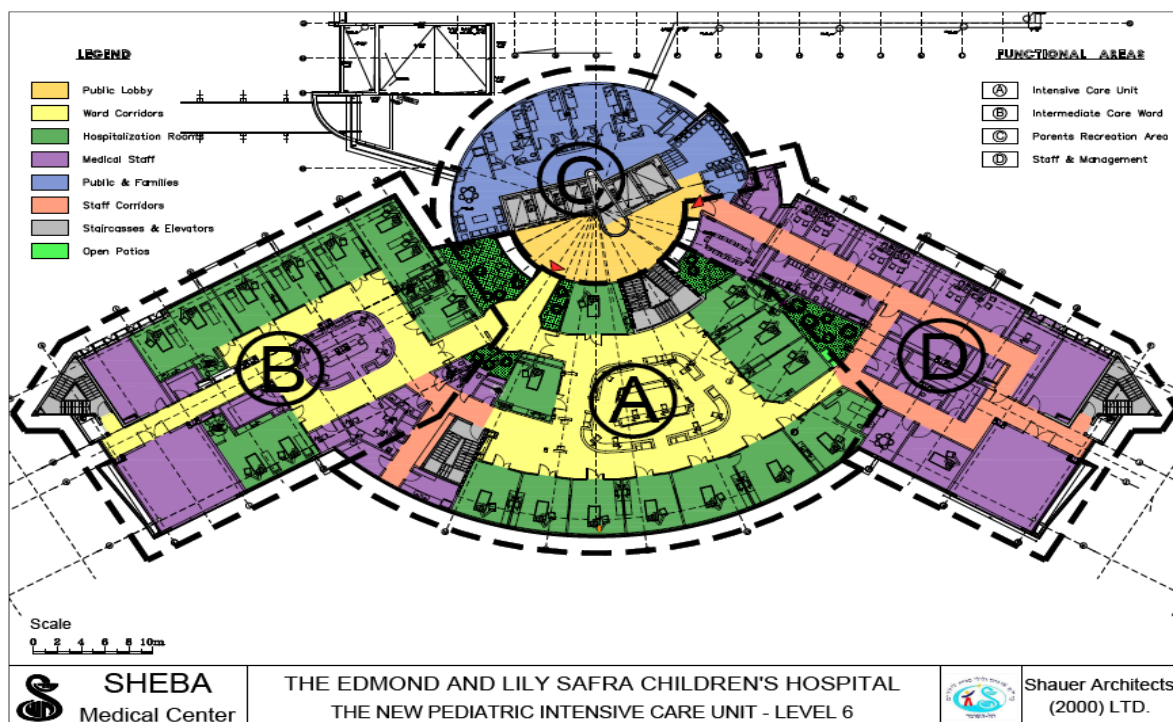 LEGEND
Public Lobby
Ward Corridors
Hospitalization Rooms
Medical Staff
Public & Families
Staff Corridors
Staircasses & Elevators
Open Patios
FUNCTIONAL AREAS
A Intensive Care Unit
B Intermediate Care Ward
C Parents Recreation Area
D Staff & Management
C
B
A
D
Scale
0 2 4 6 8 10m
SHEBA
Medical Center
THE EDMOND AND LILY SAFRA CHILDREN'S HOSPITAL
THE NEW PEDIATRIC INTENSIVE CARE UNIT - LEVEL 6
Shauer Architects
(2000) LTD.